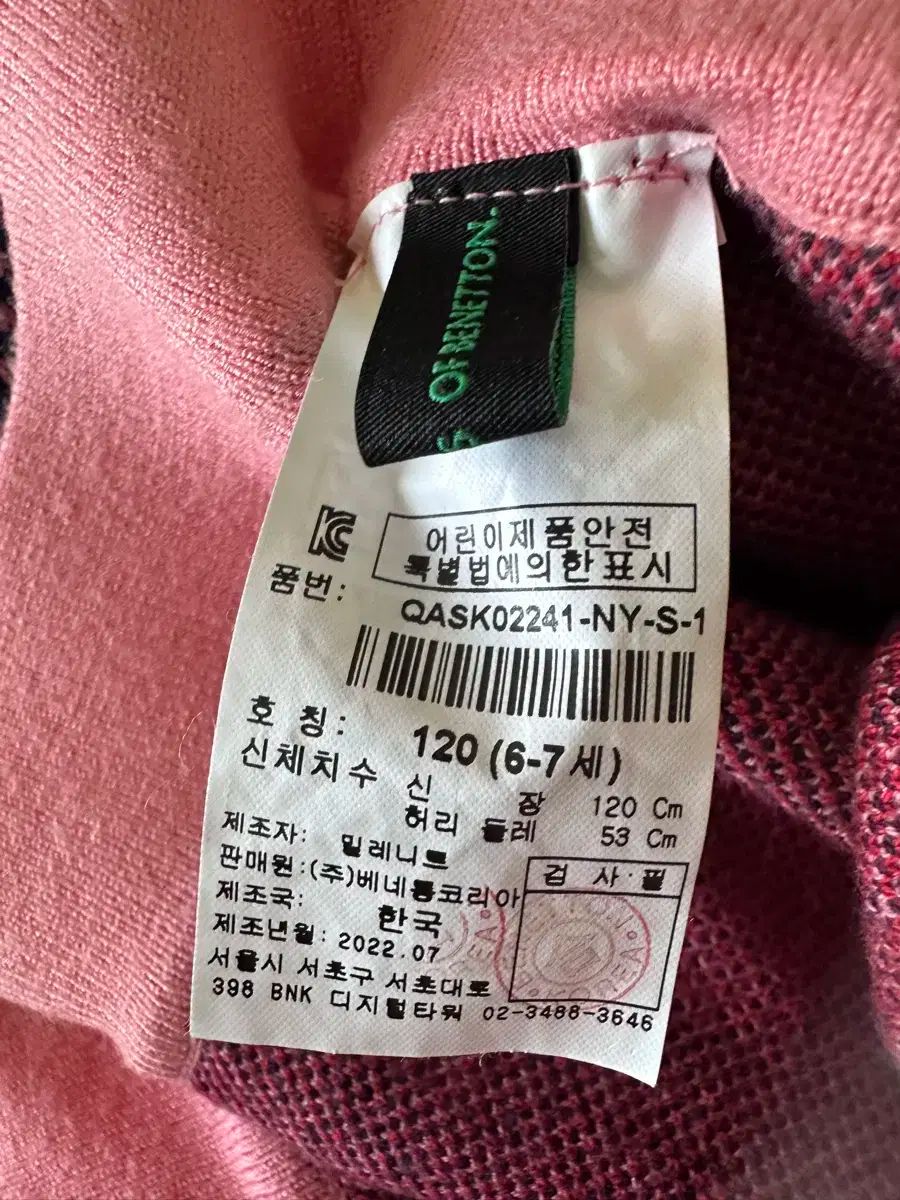 OF BENETTON.
어린이제품안전
특별법에의한표시
품번:
QASK02241-NY-S-1
호 칭: 120 (6-7세)
신체치수 신 장 120 Cm
허리 둘레 53 Cm
제조자: 밀레니트
판매원:(주)베네통코리아
검 사·필
제조국: 한국
제조년월: 2022.07
서울시 서초구 서초대로
398 BNK 디지털타워 02-3486-3646